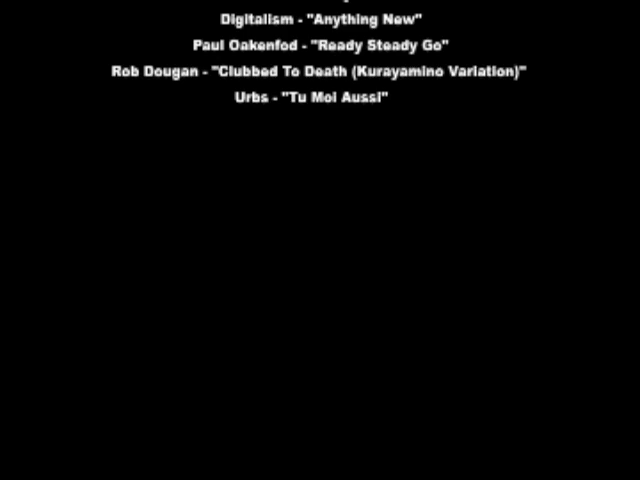 Digitalism - "Anything New"
Paul Oakenfod - "Ready Steady Go"
Rob Dougan - "Clubbed To Death (Kurayamino Variation)"
Urbs - "Tu Moi Aussi"